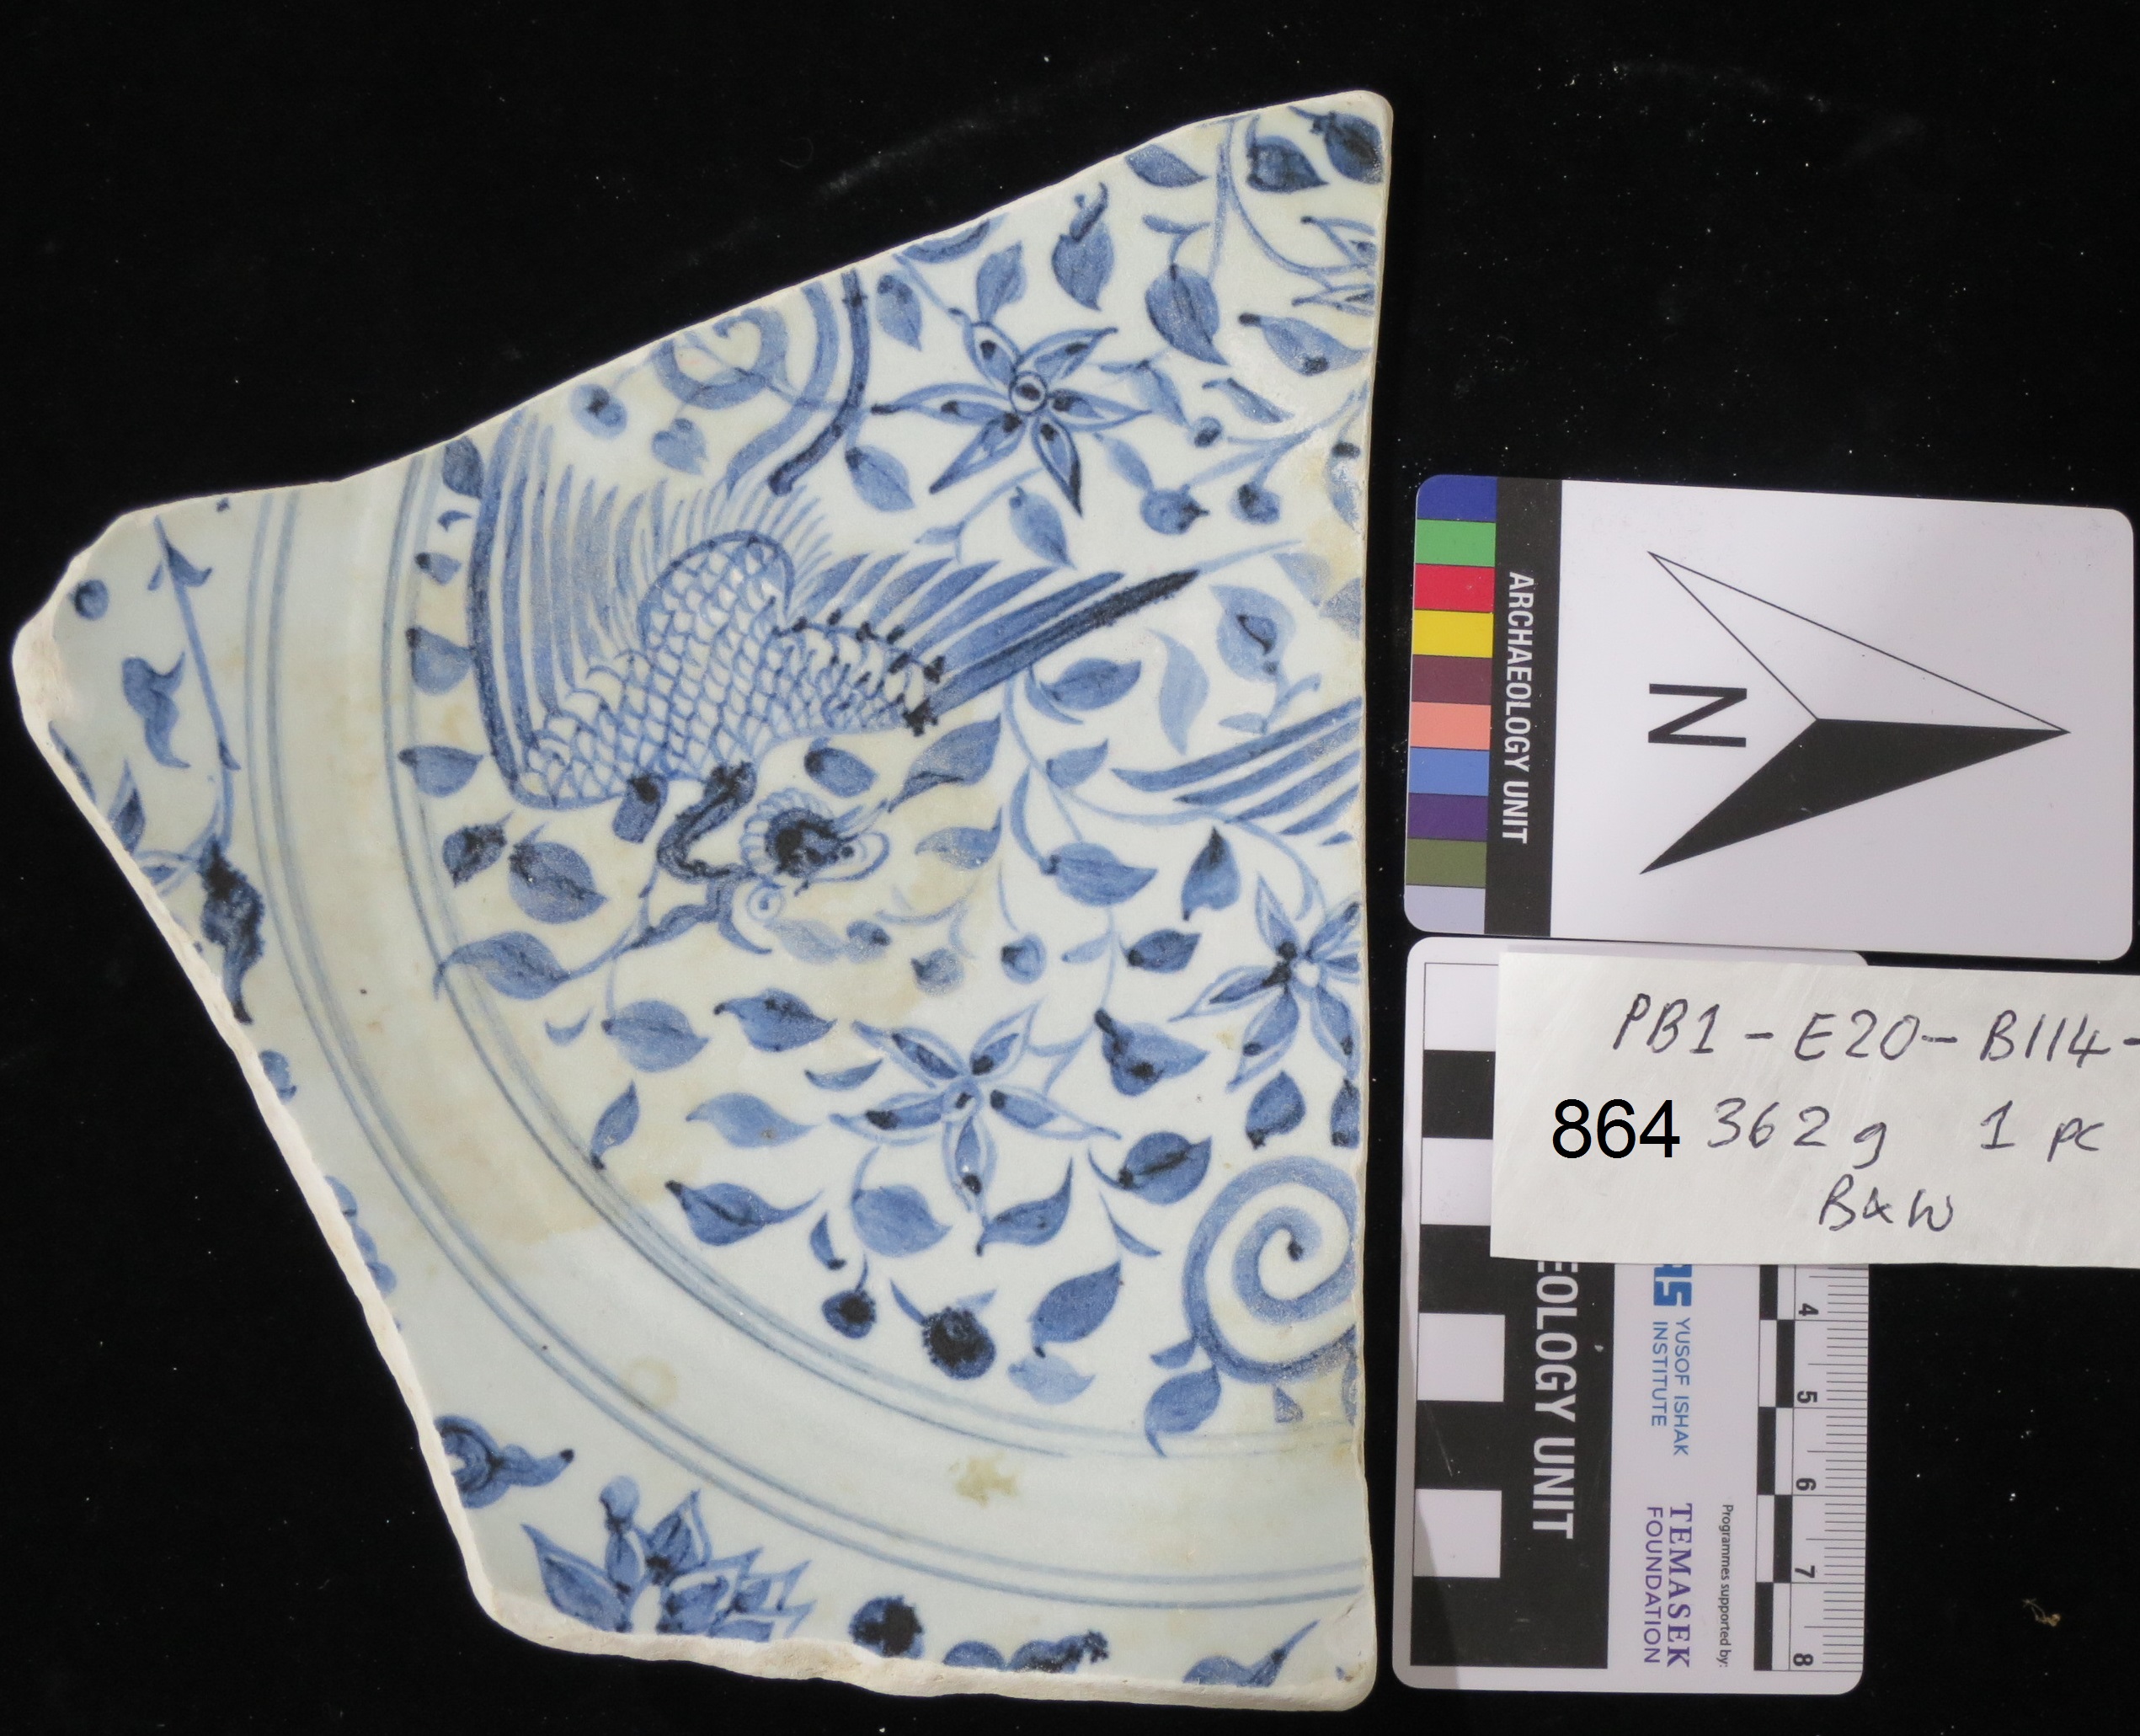 ARCHAEOLOGY UNIT
N
EOLOGY UNIT
TEMASEK
FOUNDATION
YUSOF ISHAK
INSTITUTE
Programmes supported by:
8 7 6 5 4
PB1-E20-B114-
864 362g 1 pc
B&W